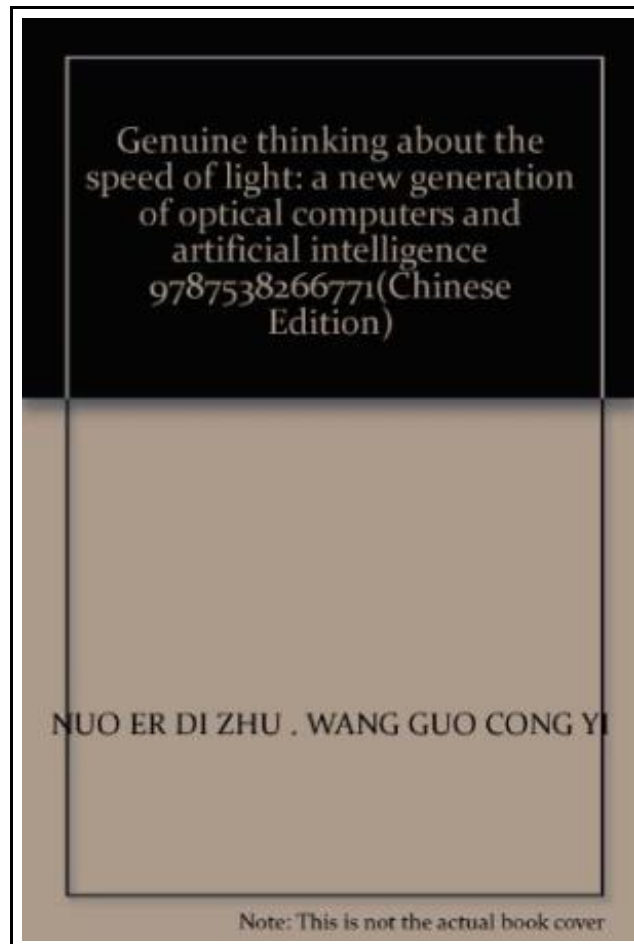 Genuine thinking about the
speed of light: a new generation
of optical computers and
artificial intelligence
9787538266771(Chinese
Edition)
NUO ER DI ZHU . WANG GUO CONG YI
Note: This is not the actual book cover